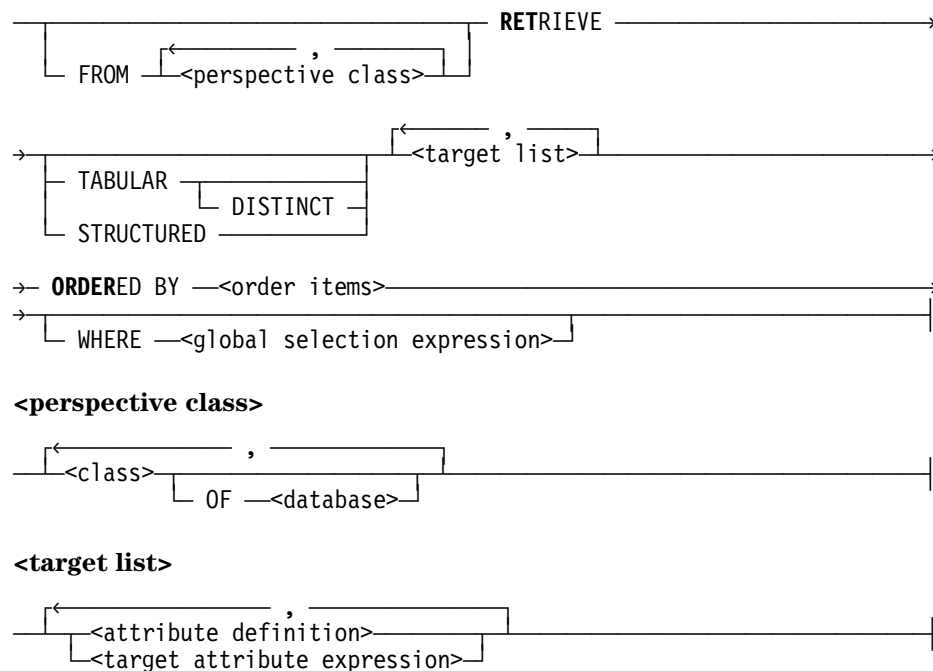 RETRIEVE
,
FROM <perspective class>
,
<target list>
TABULAR
DISTINCT
STRUCTURED
ORDERED BY <order items>
WHERE <global selection expression>
<perspective class>
,
<class>
OF <database>
<target list>
,
<attribute definition>
<target attribute expression>